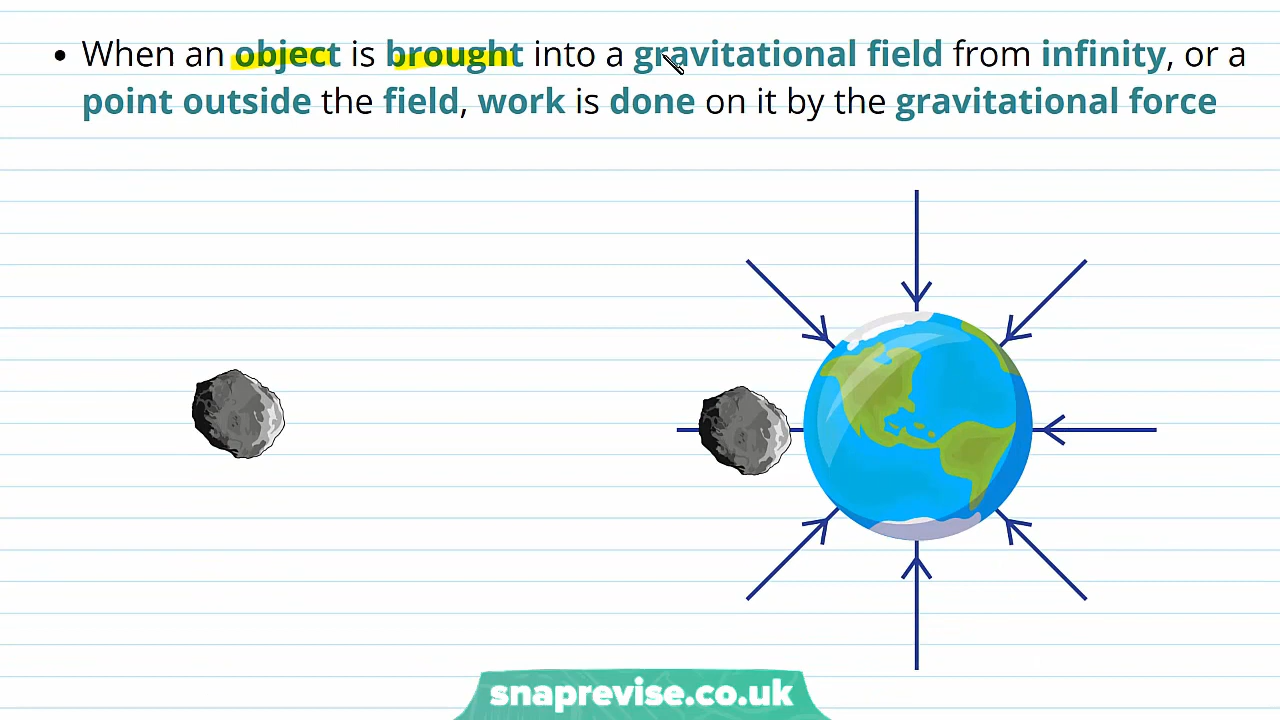 • When an object is brought into a gravitational field from infinity, or a
point outside the field, work is done on it by the gravitational force
snaprevise.co.uk